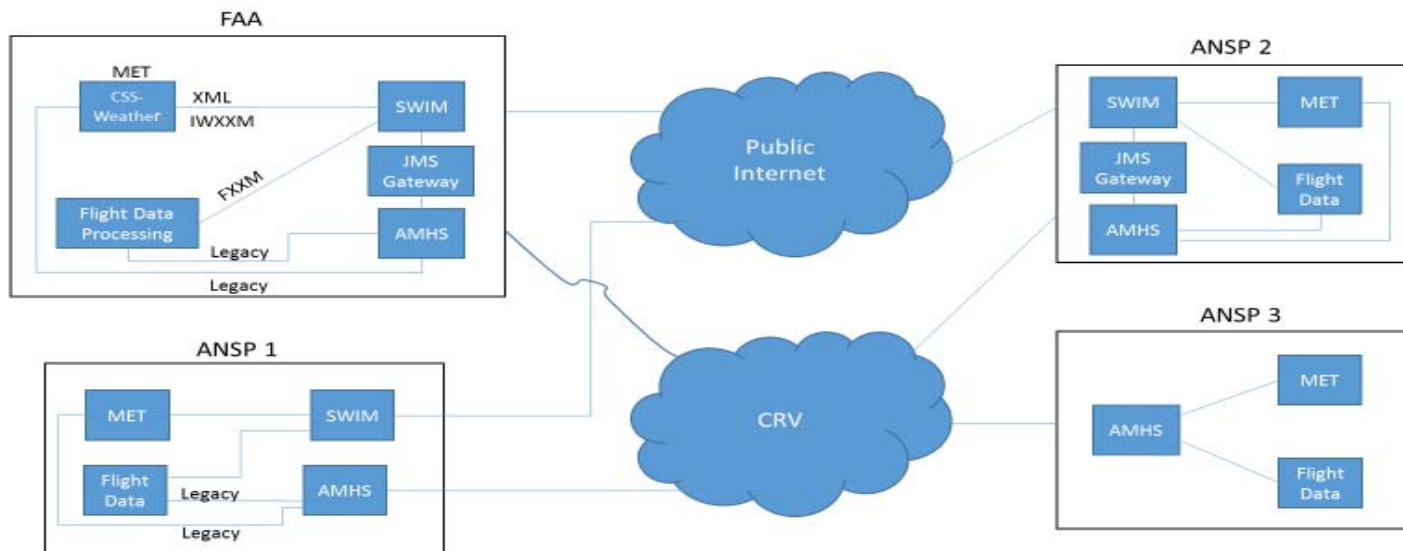 FAA
MET
CSS-
Weather
XML
IWXXM
SWIM
JMS
Gateway
FXXM
Flight Data
Processing
AMHS
Legacy
Legacy
ANSP 1
MET
SWIM
Flight
Data
Legacy
AMHS
Legacy
Public
Internet
CRV
ANSP 2
SWIM
MET
JMS
Gateway
Flight
Data
AMHS
ANSP 3
MET
AMHS
Flight
Data